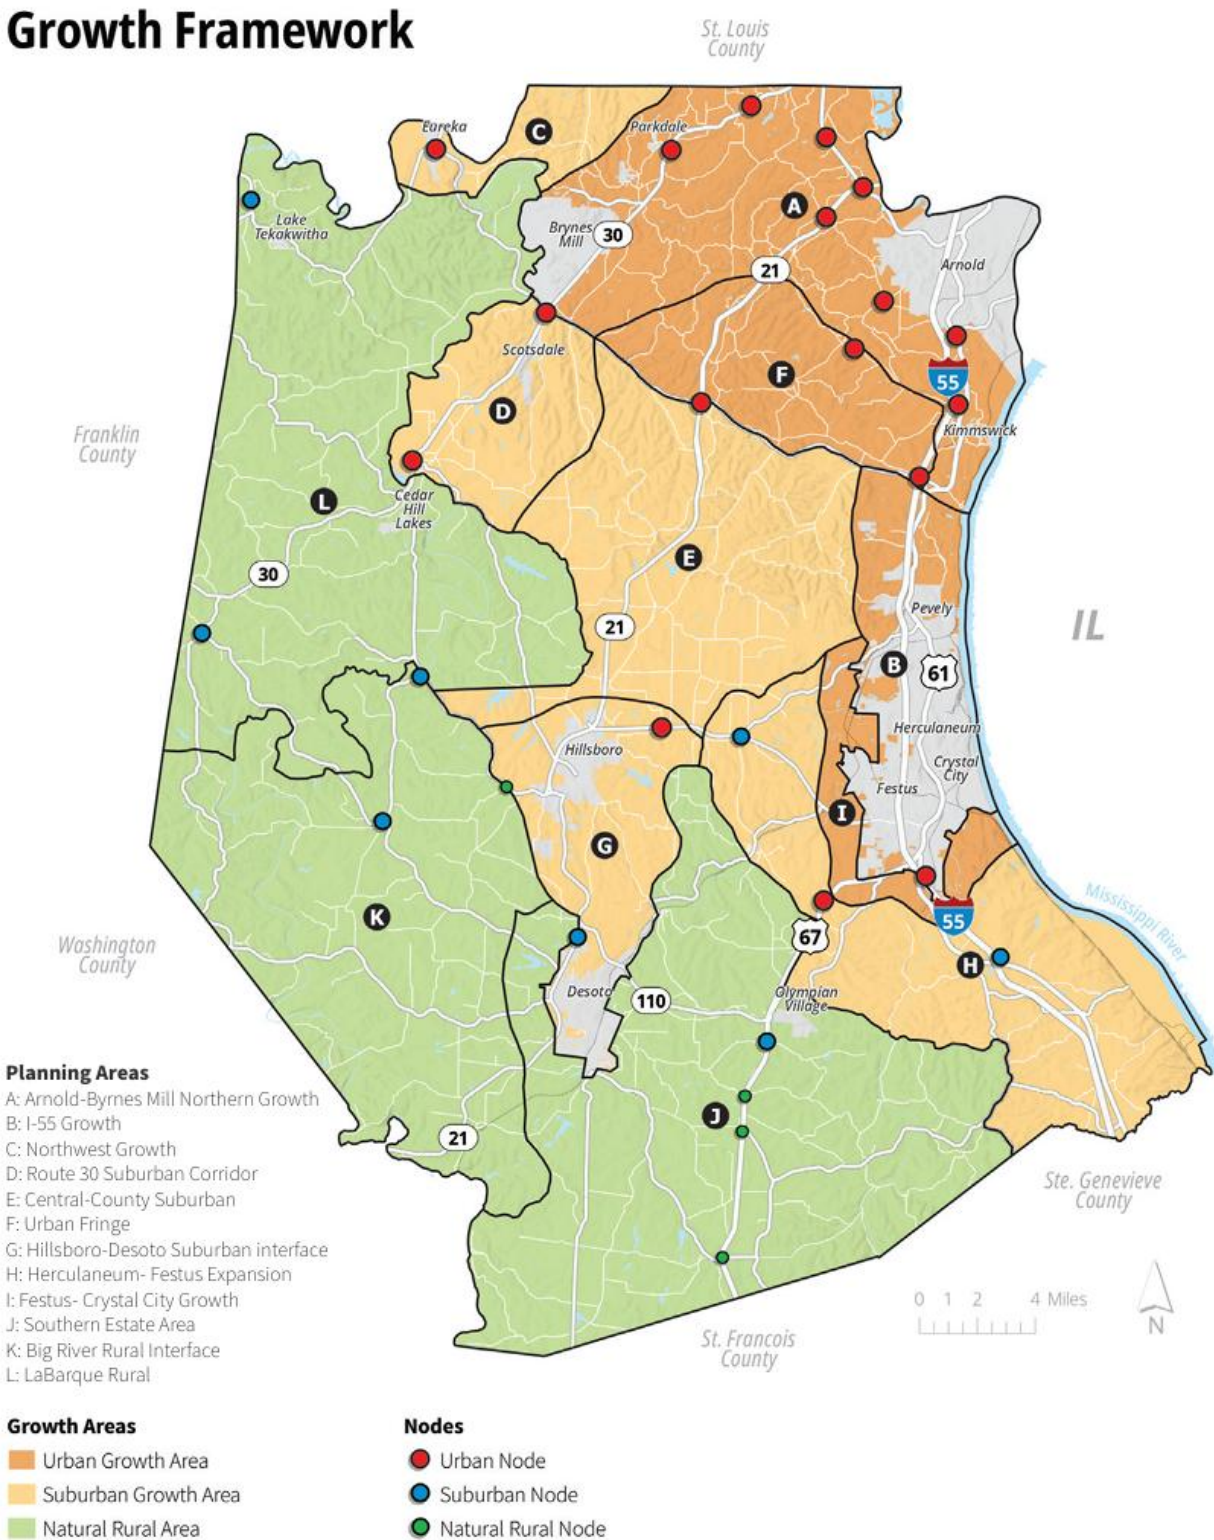 Growth Framework
St. Louis
County
Eureka
C
Parkdale
A
Lake
Tekakwitha
Brynes
Mill
30
Arnold
21
Scotsdale
F
55
D
Kimmswick
Franklin
County
L
Cedar
Hill
Lakes
E
30
21
Pevely
IL
B
61
Herculaneum
Hillsboro
Crystal
City
Festus
I
G
K
Mississippi River
55
67
Washington
County
H
Desoto
110
Olympian
Village
J
21
Ste. Genevieve
County
Planning Areas
A: Arnold-Byrnes Mill Northern Growth
B: I-55 Growth
C: Northwest Growth
D: Route 30 Suburban Corridor
E: Central-County Suburban
F: Urban Fringe
G: Hillsboro-Desoto Suburban interface
H: Herculaneum- Festus Expansion
I: Festus- Crystal City Growth
J: Southern Estate Area
K: Big River Rural Interface
L: LaBarque Rural
0 1 2 4 Miles
N
St. Francois
County
Growth Areas
Urban Growth Area
Suburban Growth Area
Natural Rural Area
Nodes
Urban Node
Suburban Node
Natural Rural Node